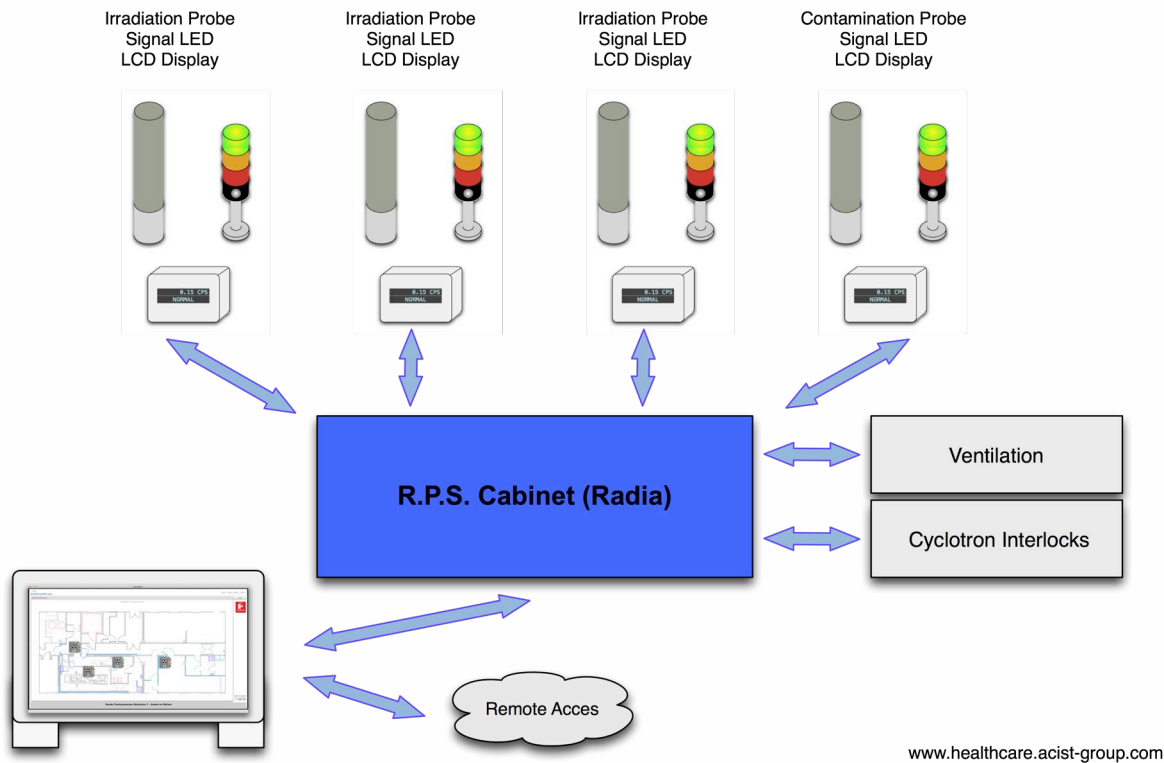 Irradiation Probe
Signal LED
LCD Display
Irradiation Probe
Signal LED
LCD Display
Irradiation Probe
Signal LED
LCD Display
Contamination Probe
Signal LED
LCD Display
0.15 CPS
NORMAL
0.15 CPS
NORMAL
0.15 CPS
NORMAL
0.15 CPS
NORMAL
R.P.S. Cabinet (Radia)
Ventilation
Cyclotron Interlocks
Remote Acces
www.healthcare.acist-group.com